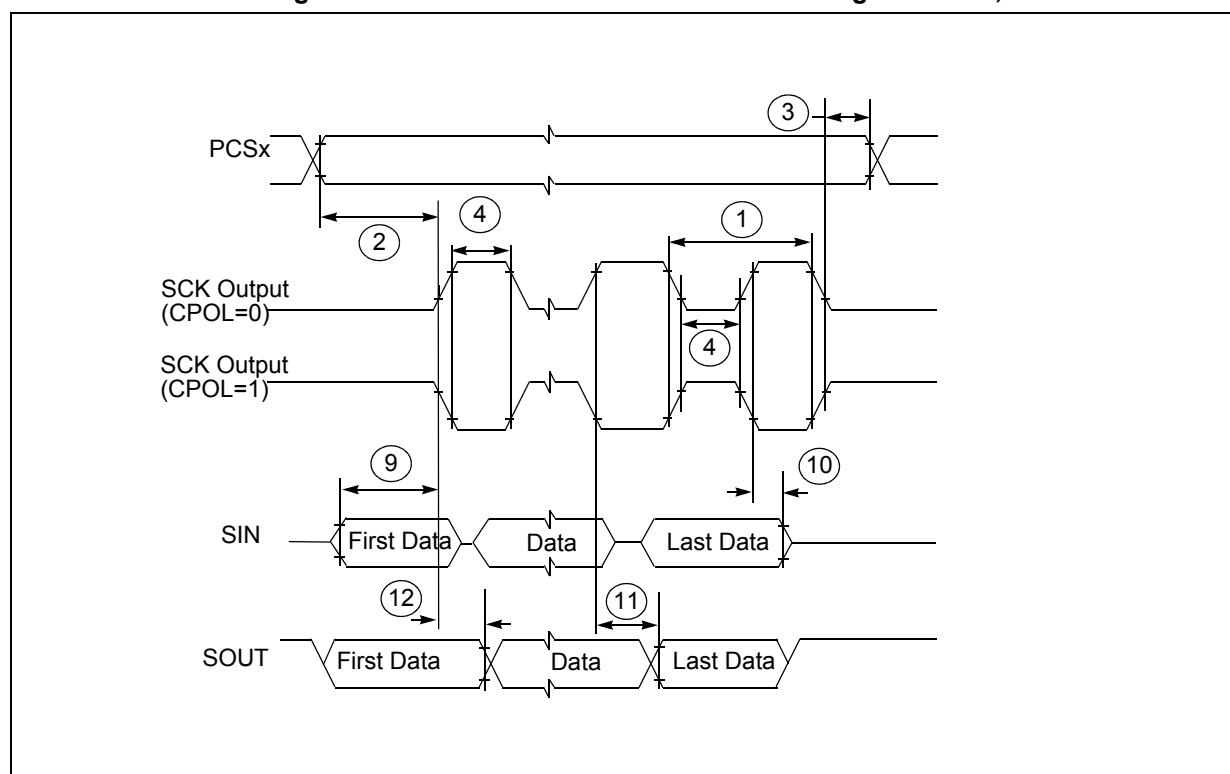 3
PCSx
2
4
1
SCK Output
(CPOL=0)
4
SCK Output
(CPOL=1)
9
10
SIN
First Data
Data
Last Data
12
11
SOUT
First Data
Data
Last Data